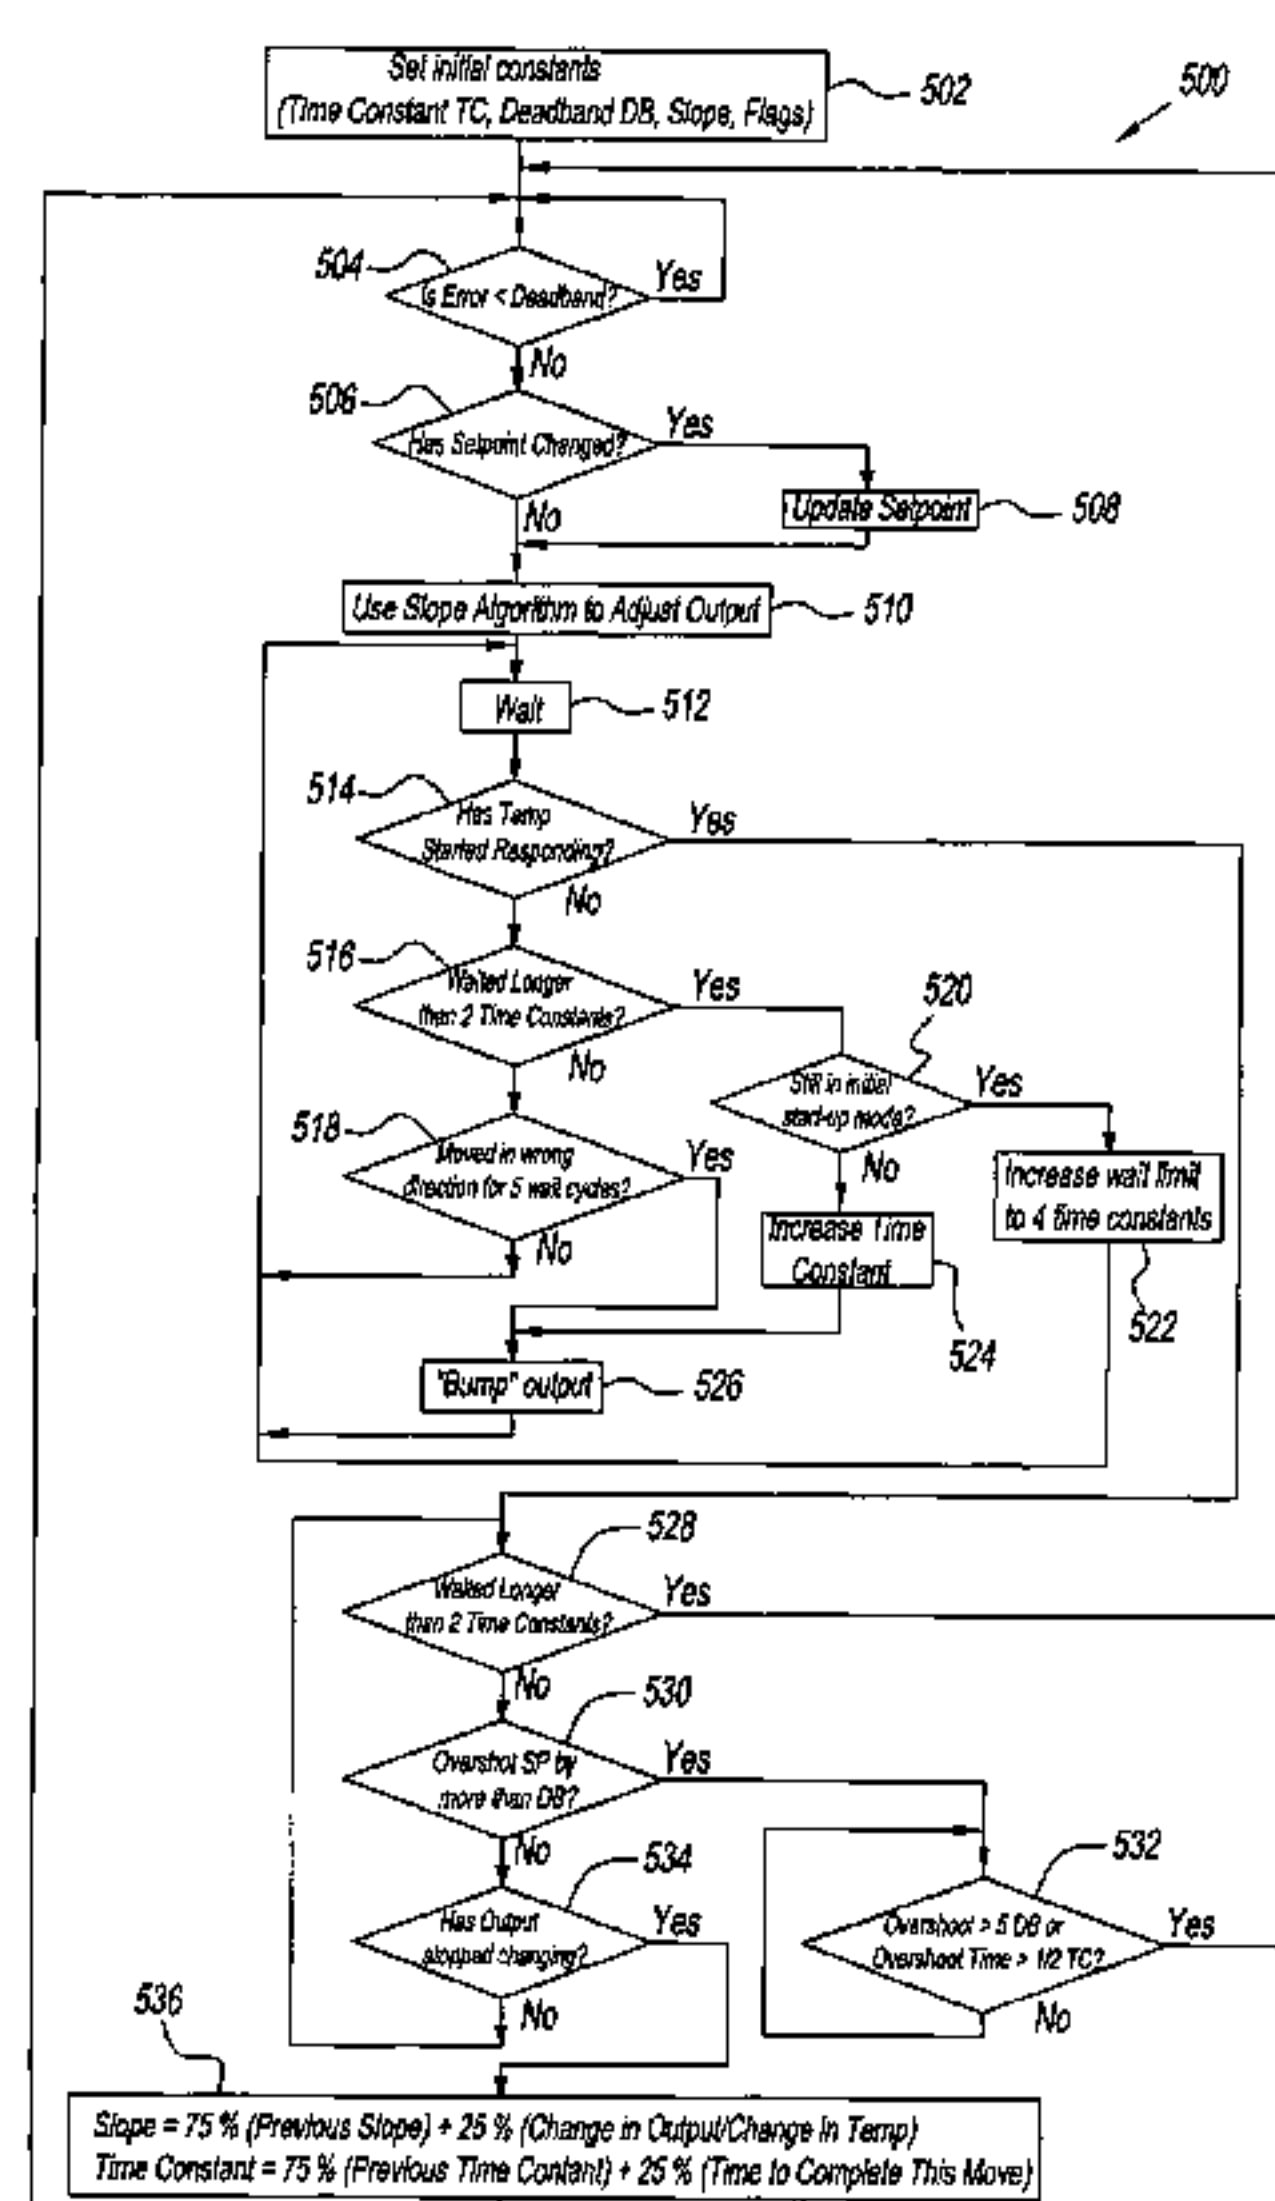 Set initial constants
(Time Constant TC, Deadband DB, Slope, Flags)
502
500
504
Is Error < Deadband?
Yes
No
506
Has Setpoint Changed?
Yes
Update Setpoint
508
No
Use Slope Algorithm to Adjust Output
510
Wait
512
514
Has Temp
Started Responding?
Yes
No
516
Waited Longer
than 2 Time Constants?
Yes
520
No
Still in initial
start-up mode?
Yes
518
Moved in wrong
direction for 5 wait cycles?
Yes
No
Increase wait limit
to 4 time constants
No
Increase Time
Constant
522
524
"Bump" output
526
528
Waited Longer
than 2 Time Constants?
Yes
No
530
Overshot SP by
more than DB?
Yes
No
534
532
Has Output
stopped changing?
Yes
Overshoot > 5 DB or
Overshoot Time > 1/2 TC?
Yes
No
No
536
Slope = 75 % (Previous Slope) + 25 % (Change in Output/Change in Temp)
Time Constant = 75 % (Previous Time Contant) + 25 % (Time to Complete This Move)